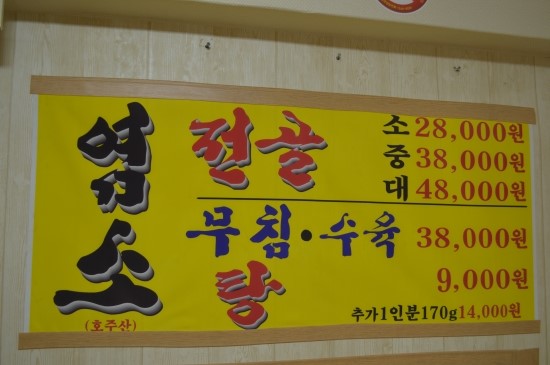 염소
(호주산)
전골
소 28,000원
중 38,000원
대 48,000원
무침·수육 38,000원
탕 9,000원
추가1인분170g14,000원